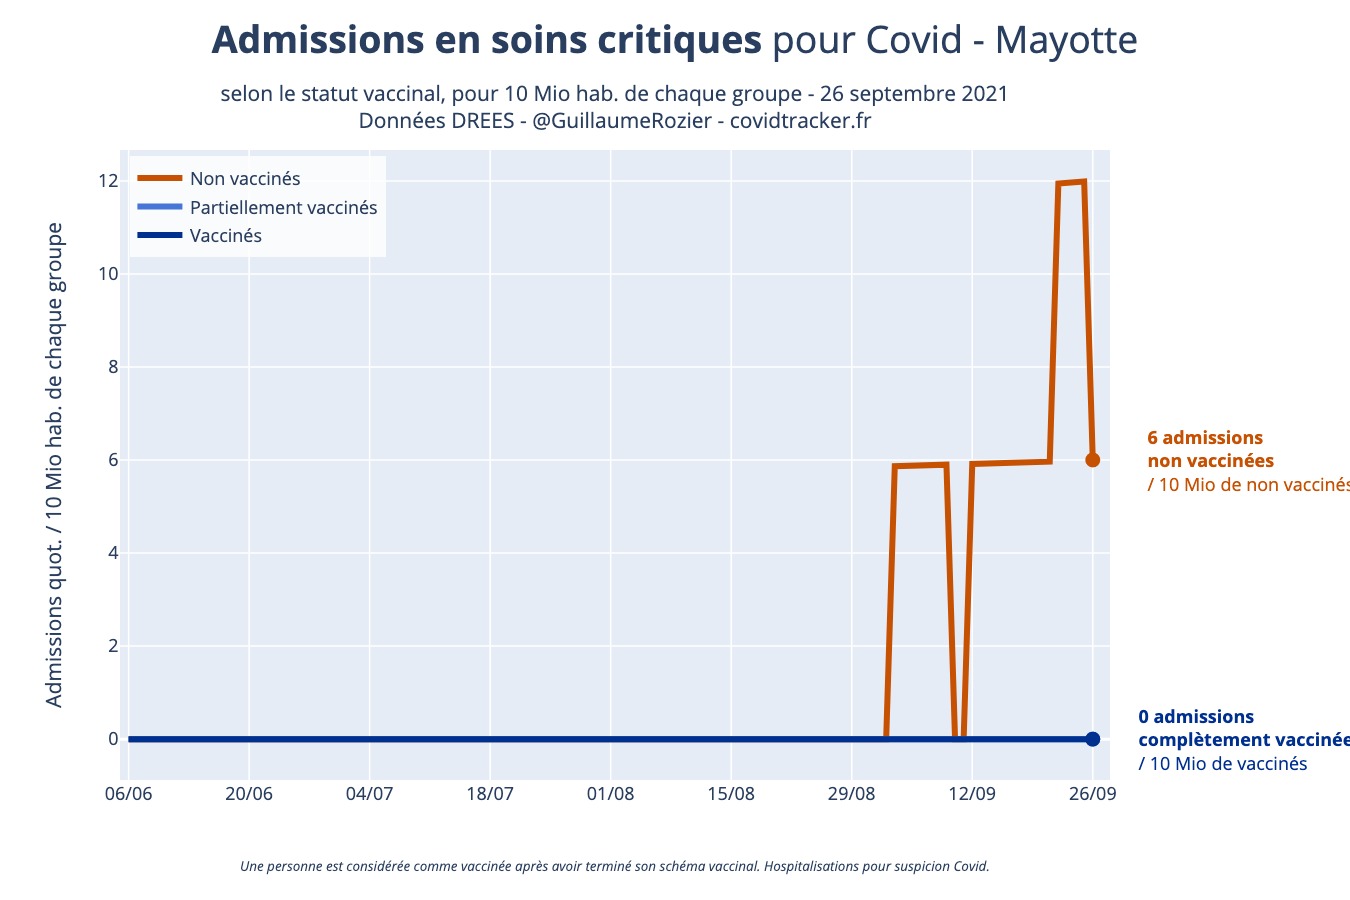 Admissions en soins critiques pour Covid - Mayotte
selon le statut vaccinal, pour 10 Mio hab. de chaque groupe - 26 septembre 2021
Données DREES - @GuillaumeRozier - covidtracker.fr
Admissions quot. / 10 Mio hab. de chaque groupe
Non vaccinés
Partiellement vaccinés
Vaccinés
12
10
8
6
4
2
0
06/06
20/06
04/07
18/07
01/08
15/08
29/08
12/09
26/09
6 admissions
non vaccinées
/ 10 Mio de non vaccinés
0 admissions
complètement vaccinée
/ 10 Mio de vaccinés
Une personne est considérée comme vaccinée après avoir terminé son schéma vaccinal. Hospitalisations pour suspicion Covid.